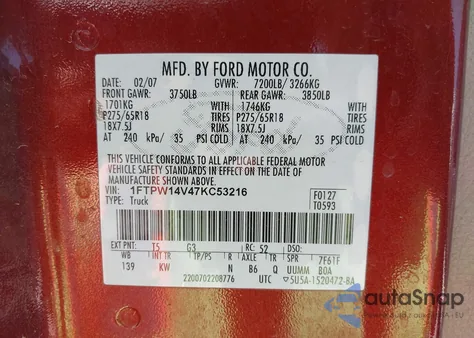 MFD. BY FORD MOTOR CO.
DATE: 02/07 GVWR: 7200LB/ 3266KG
FRONT GAWR: 3750LB REAR GAWR: 3850LB
1701KG WITH 1746KG WITH
P275/65R18 TIRES P275/65R18 TIRES
18X7.5J RIMS 18X7.5J RIMS
AT 240 kPa/ 35 PSI COLD AT 240 kPa/ 35 PSI COLD
THIS VEHICLE CONFORMS TO ALL APPLICABLE FEDERAL MOTOR
VEHICLE SAFETY STANDARDS IN EFFECT ON THE DATE OF
MANUFACTURE SHOWN ABOVE.
VIN: 1FTPW14V47KC53216 F0127
TYPE: Truck T0593
EXT PNT: T5 G3 RC: 52 DSO:
WB INT TR TP/PS R AXLE TR SPR 7F61F
139 KW N B6 Q UUMM B0A
2200702208776 UTC 5U5A-1520472-BA
autoSnap
AUTOMOTIVE DATA - EU